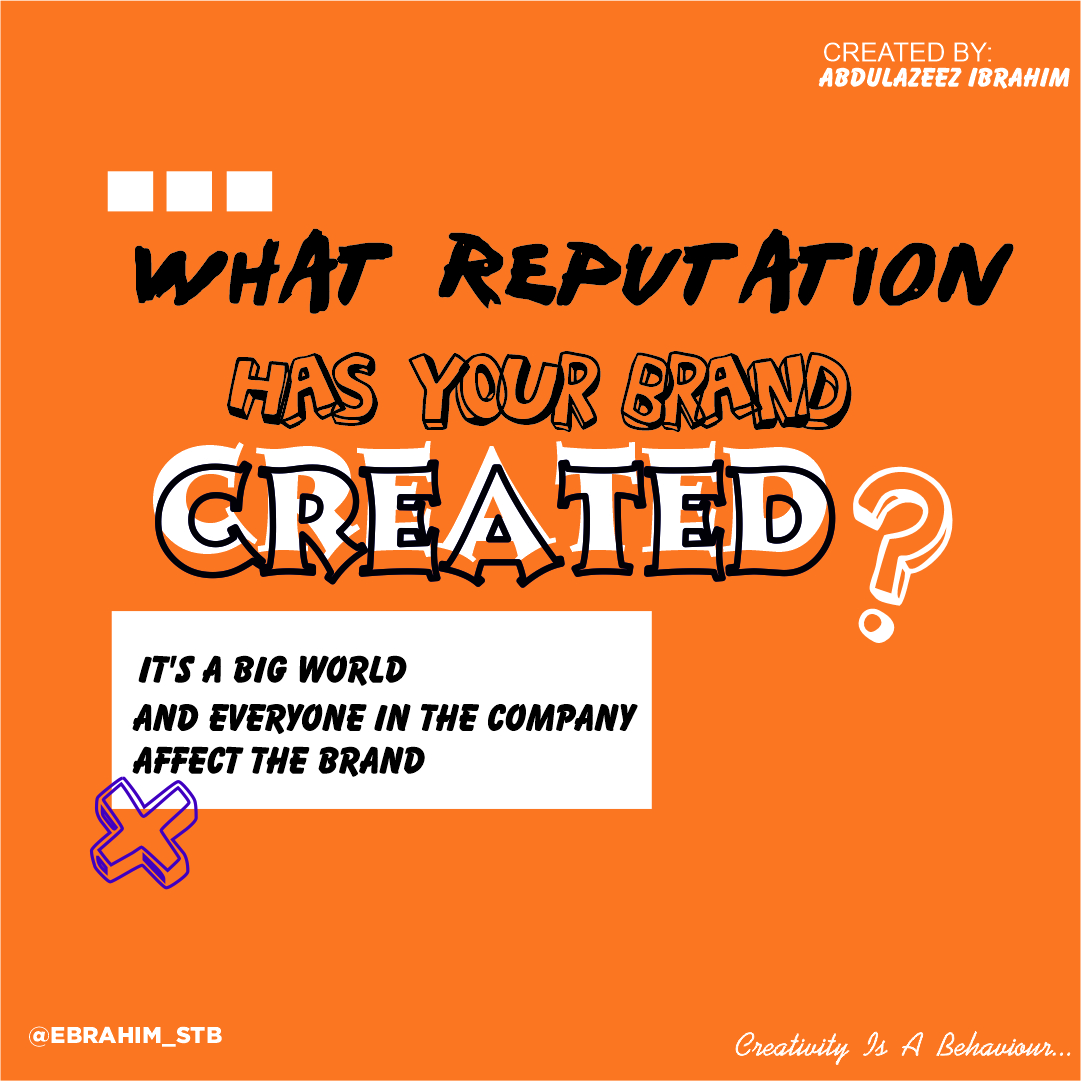 CREATED BY:
ABDULAZEEZ IBRAHIM
WHAT REPUTATION
HAS YOUR BRAND
CREATED?
IT'S A BIG WORLD
AND EVERYONE IN THE COMPANY
AFFECT THE BRAND
@EBRAHIM_STB
Creativity Is A Behaviour...